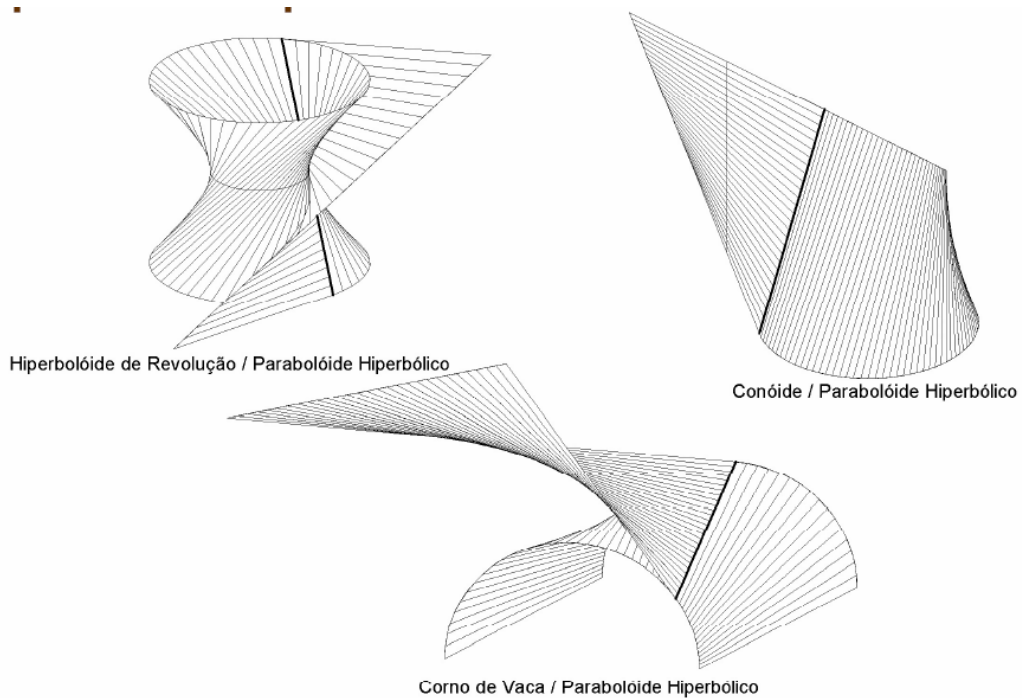 Hiperbolóide de Revolução / Parabolóide Hiperbólico
Conóide / Parabolóide Hiperbólico
Corno de Vaca / Parabolóide Hiperbólico